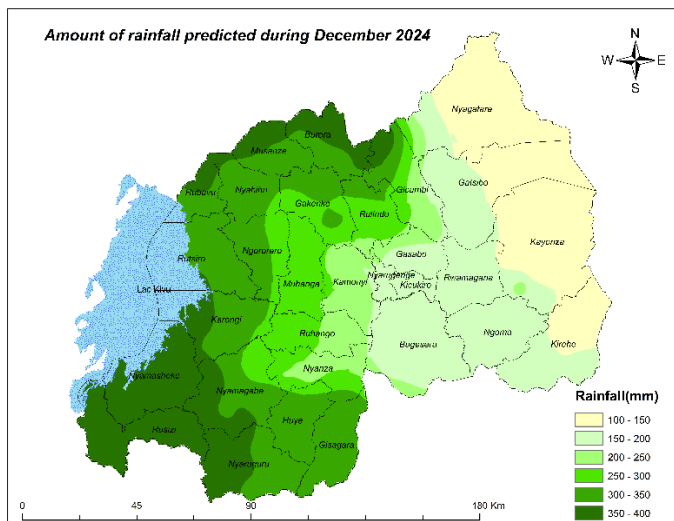 Amount of rainfall predicted during December 2024
N
W E
S
Nyagatare
Burera
Musanze
Rubavu
Nyabihu
Gakenke
Gicumbi
Gatsibo
Rulindo
Kayonza
Rutsiro
Ngororero
Gasabo
Nyarugenge
Kicukiro
Rwamagana
Lac Kivu
Muhanga
Kamonyi
Karongi
Ruhango
Bugesera
Ngoma
Kirehe
Nyanza
Nyamasheke
Nyamagabe
Huye
Gisagara
Rusizi
Nyaruguru
Rainfall(mm)
100 - 150
150 - 200
200 - 250
250 - 300
300 - 350
350 - 400
0 45 90 180 Km